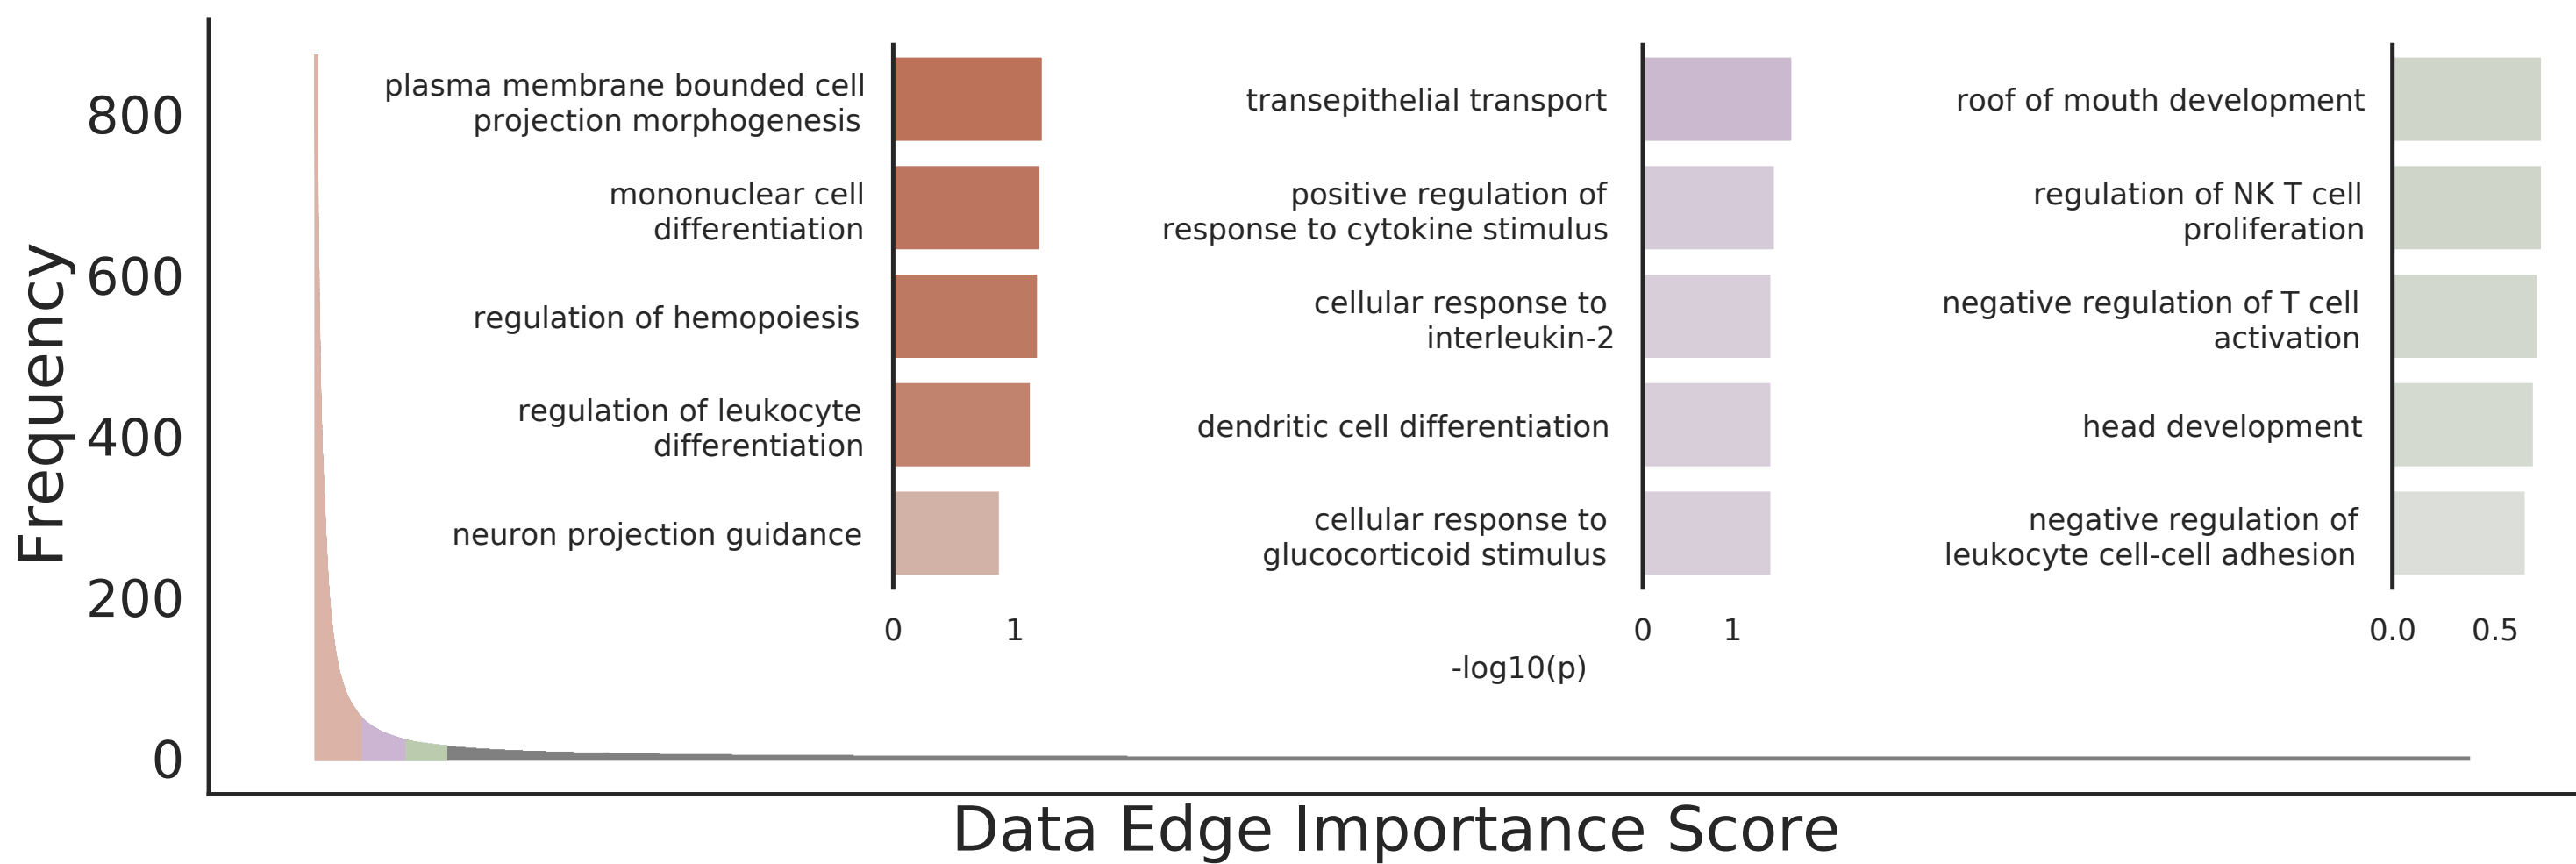 Frequency
800
600
400
200
0
plasma membrane bounded cell
projection morphogenesis
mononuclear cell
differentiation
regulation of hemopoiesis
regulation of leukocyte
differentiation
neuron projection guidance
0 1
transepithelial transport
positive regulation of
response to cytokine stimulus
cellular response to
interleukin-2
dendritic cell differentiation
cellular response to
glucocorticoid stimulus
0 1
roof of mouth development
regulation of NK T cell
proliferation
negative regulation of T cell
activation
head development
negative regulation of
leukocyte cell-cell adhesion
0.0 0.5
-log10(p)
Data Edge Importance Score